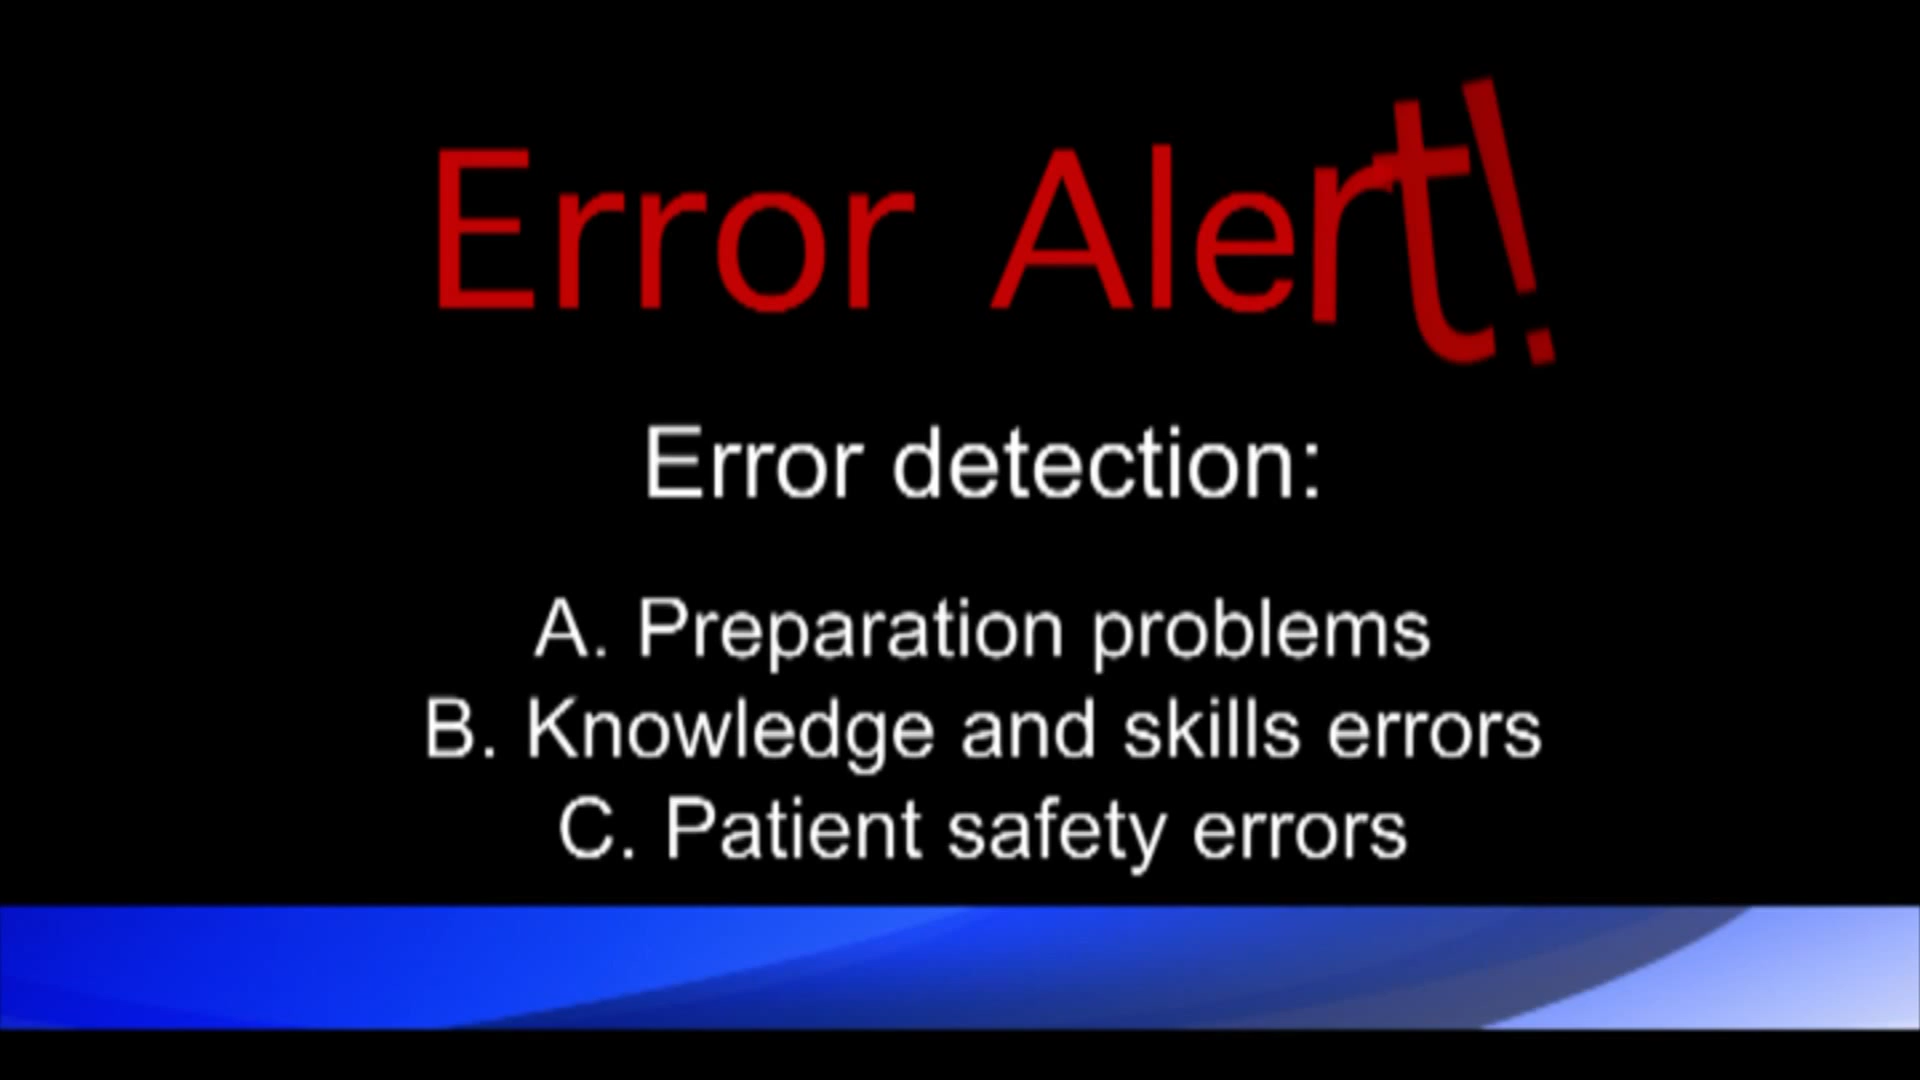 Error Alert!
Error detection:
A. Preparation problems
B. Knowledge and skills errors
C. Patient safety errors